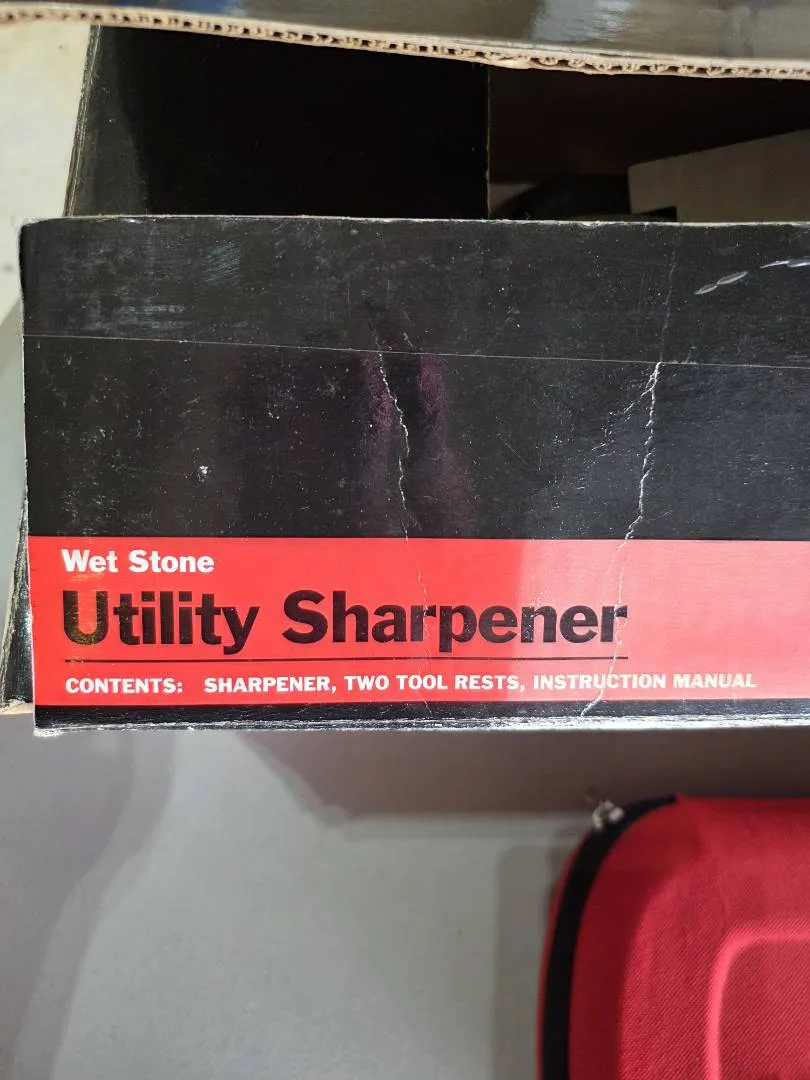 Wet Stone
Utility Sharpener
CONTENTS: SHARPENER, TWO TOOL RESTS, INSTRUCTION MANUAL